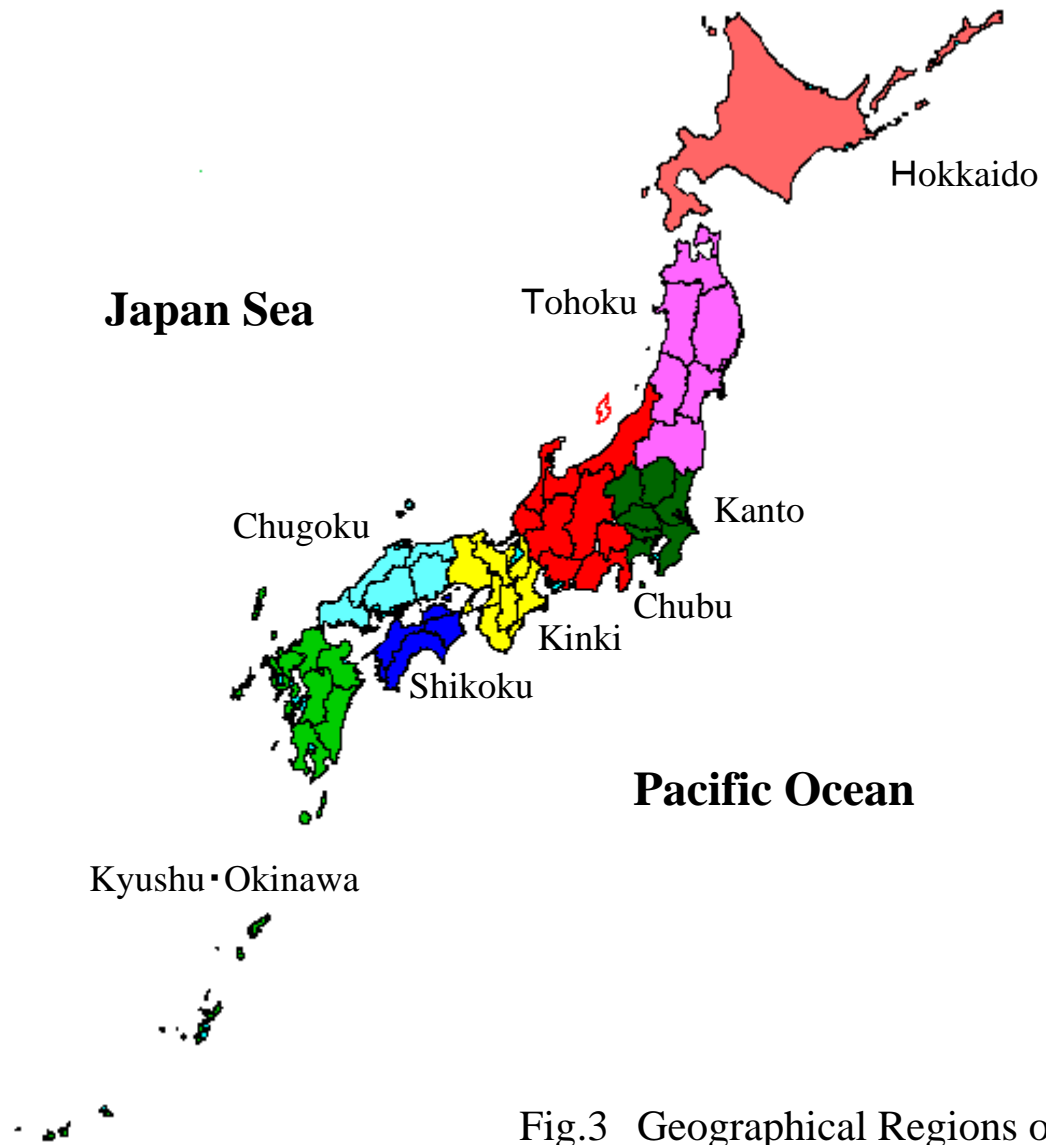 Hokkaido
Tohoku
Japan Sea
Kanto
Chugoku
Chubu
Kinki
Shikoku
Pacific Ocean
Kyushu・Okinawa
Fig.3 Geographical Regions o